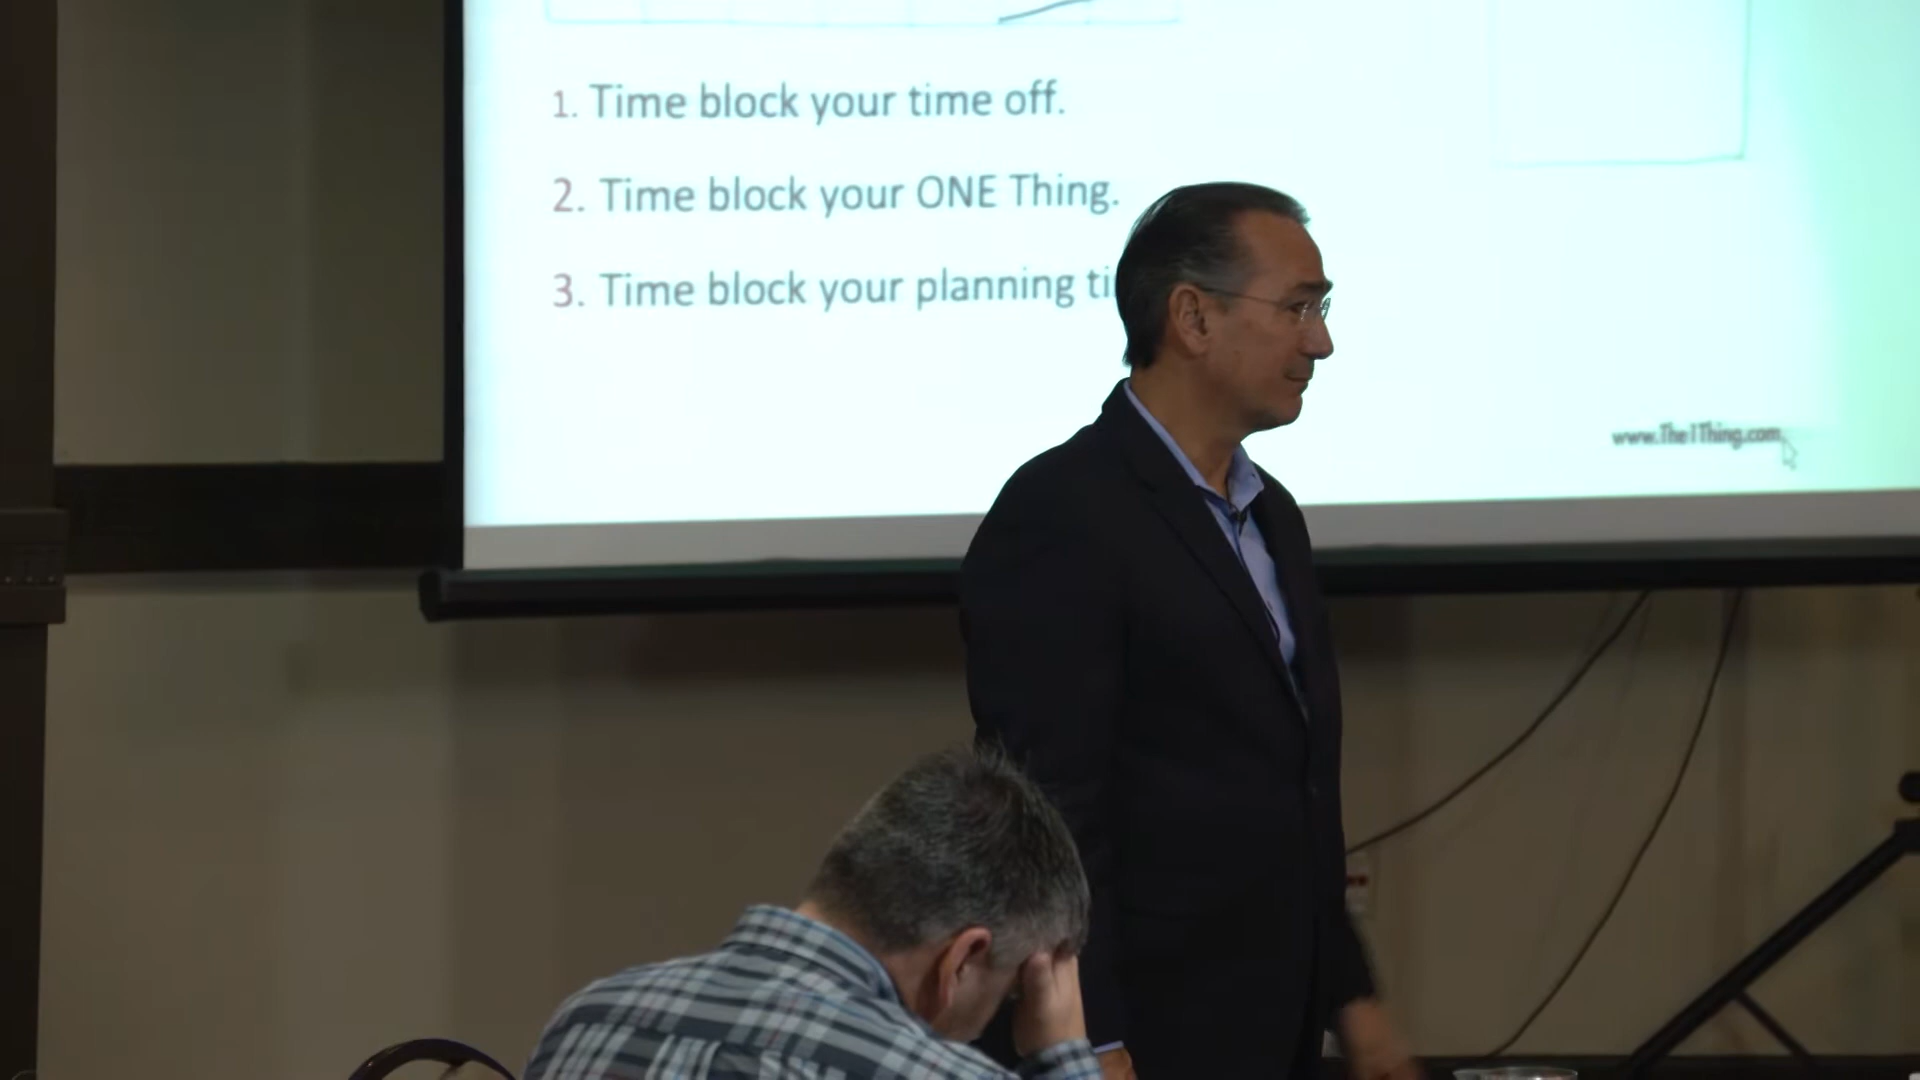 1. Time block your time off.
2. Time block your ONE Thing.
3. Time block your planning ti
www.The1Thing.com